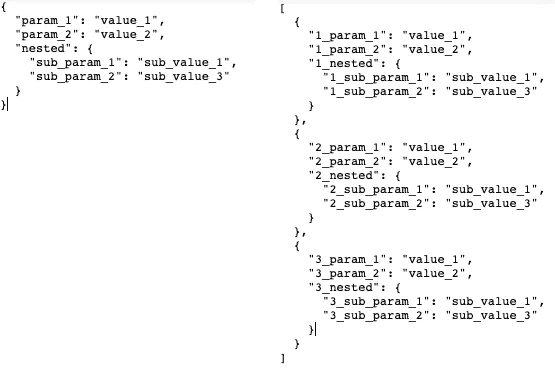 {
  "param_1": "value_1",
  "param_2": "value_2",
  "nested": {
    "sub_param_1": "sub_value_1",
    "sub_param_2": "sub_value_3"
  }
}
[
  {
    "1_param_1": "value_1",
    "1_param_2": "value_2",
    "1_nested": {
      "1_sub_param_1": "sub_value_1",
      "1_sub_param_2": "sub_value_3"
    }
  },
  {
    "2_param_1": "value_1",
    "2_param_2": "value_2",
    "2_nested": {
      "2_sub_param_1": "sub_value_1",
      "2_sub_param_2": "sub_value_3"
    }
  },
  {
    "3_param_1": "value_1",
    "3_param_2": "value_2",
    "3_nested": {
      "3_sub_param_1": "sub_value_1",
      "3_sub_param_2": "sub_value_3"
    }
  }
]